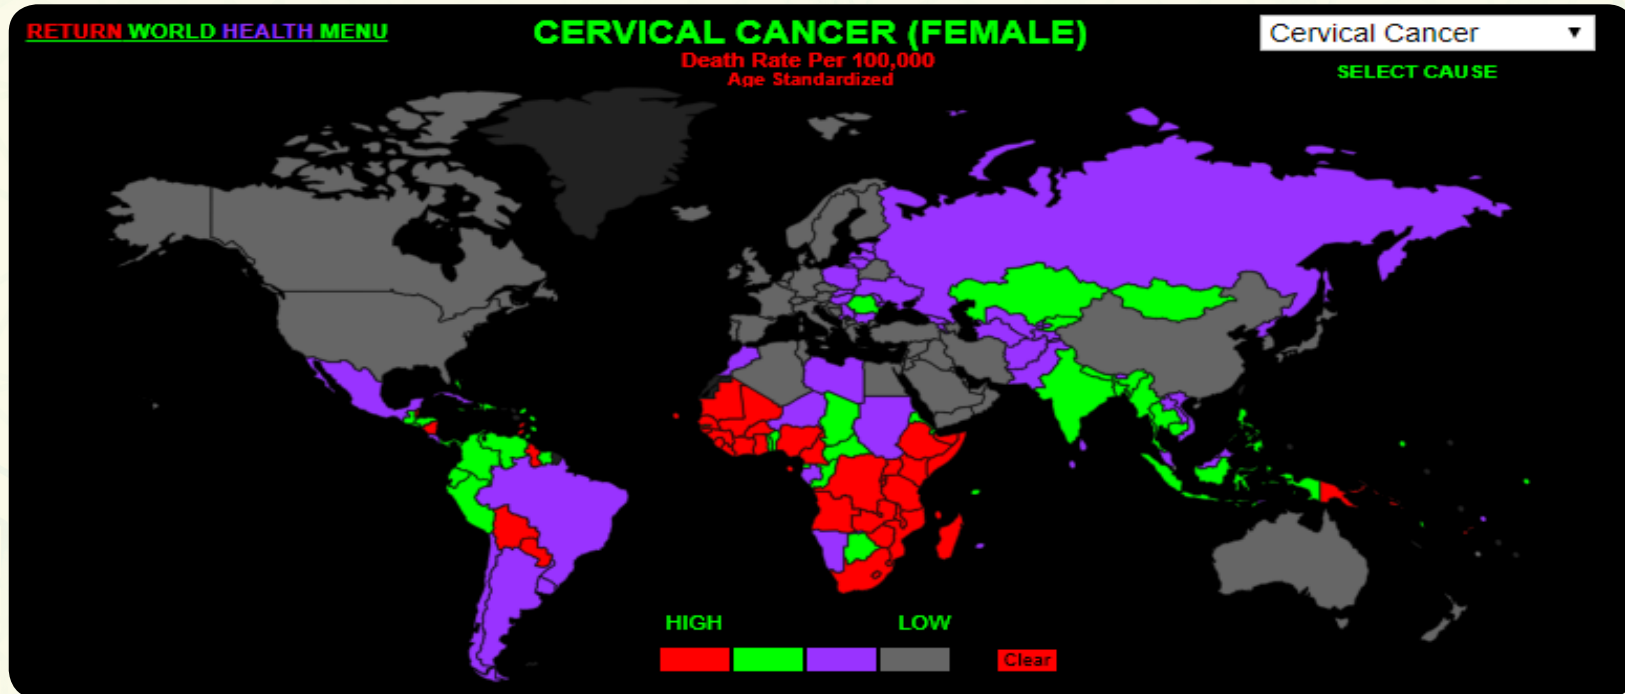 RETURN WORLD HEALTH MENU
CERVICAL CANCER (FEMALE)
Death Rate Per 100,000
Age Standardized
Cervical Cancer
SELECT CAUSE
HIGH LOW
Clear